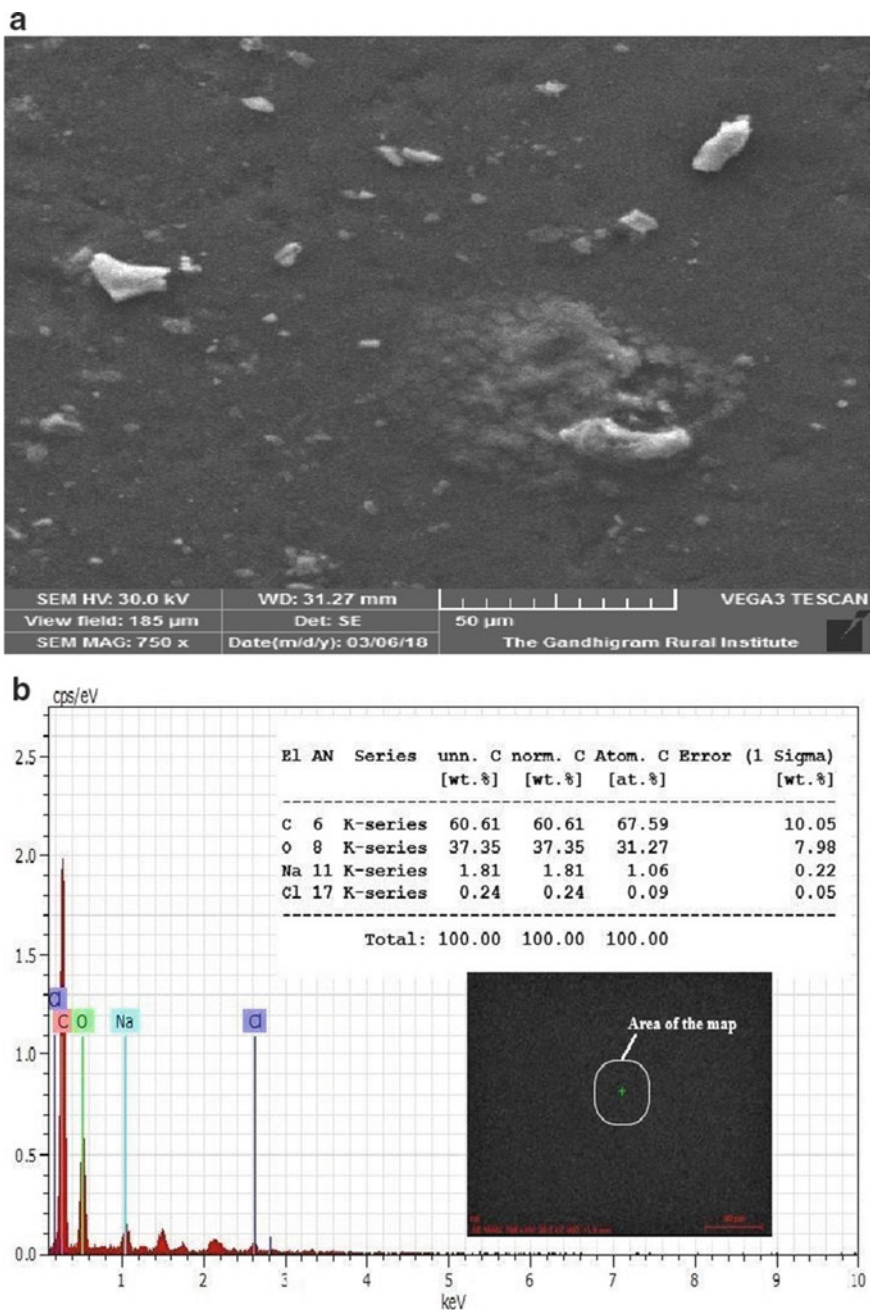 a
SEM HV: 30.0 kV WD: 31.27 mm VEGA3 TESCAN
View field: 185 µm Det: SE 50 µm
SEM MAG: 750 x Date(m/d/y): 03/06/18 The Gandhigram Rural Institute
b
cps/eV
El AN Series unn. C norm. C Atom. C Error (1 Sigma)
[wt.%] [wt.%] [at.%] [wt.%]
C 6 K-series 60.61 60.61 67.59 10.05
O 8 K-series 37.35 37.35 31.27 7.98
Na 11 K-series 1.81 1.81 1.06 0.22
Cl 17 K-series 0.24 0.24 0.09 0.05
Total: 100.00 100.00 100.00
2.5
2.0
1.5
1.0
0.5
0.0
Cl
C O Na Cl
Area of the map
1 2 3 4 5 6 7 8 9 10
keV